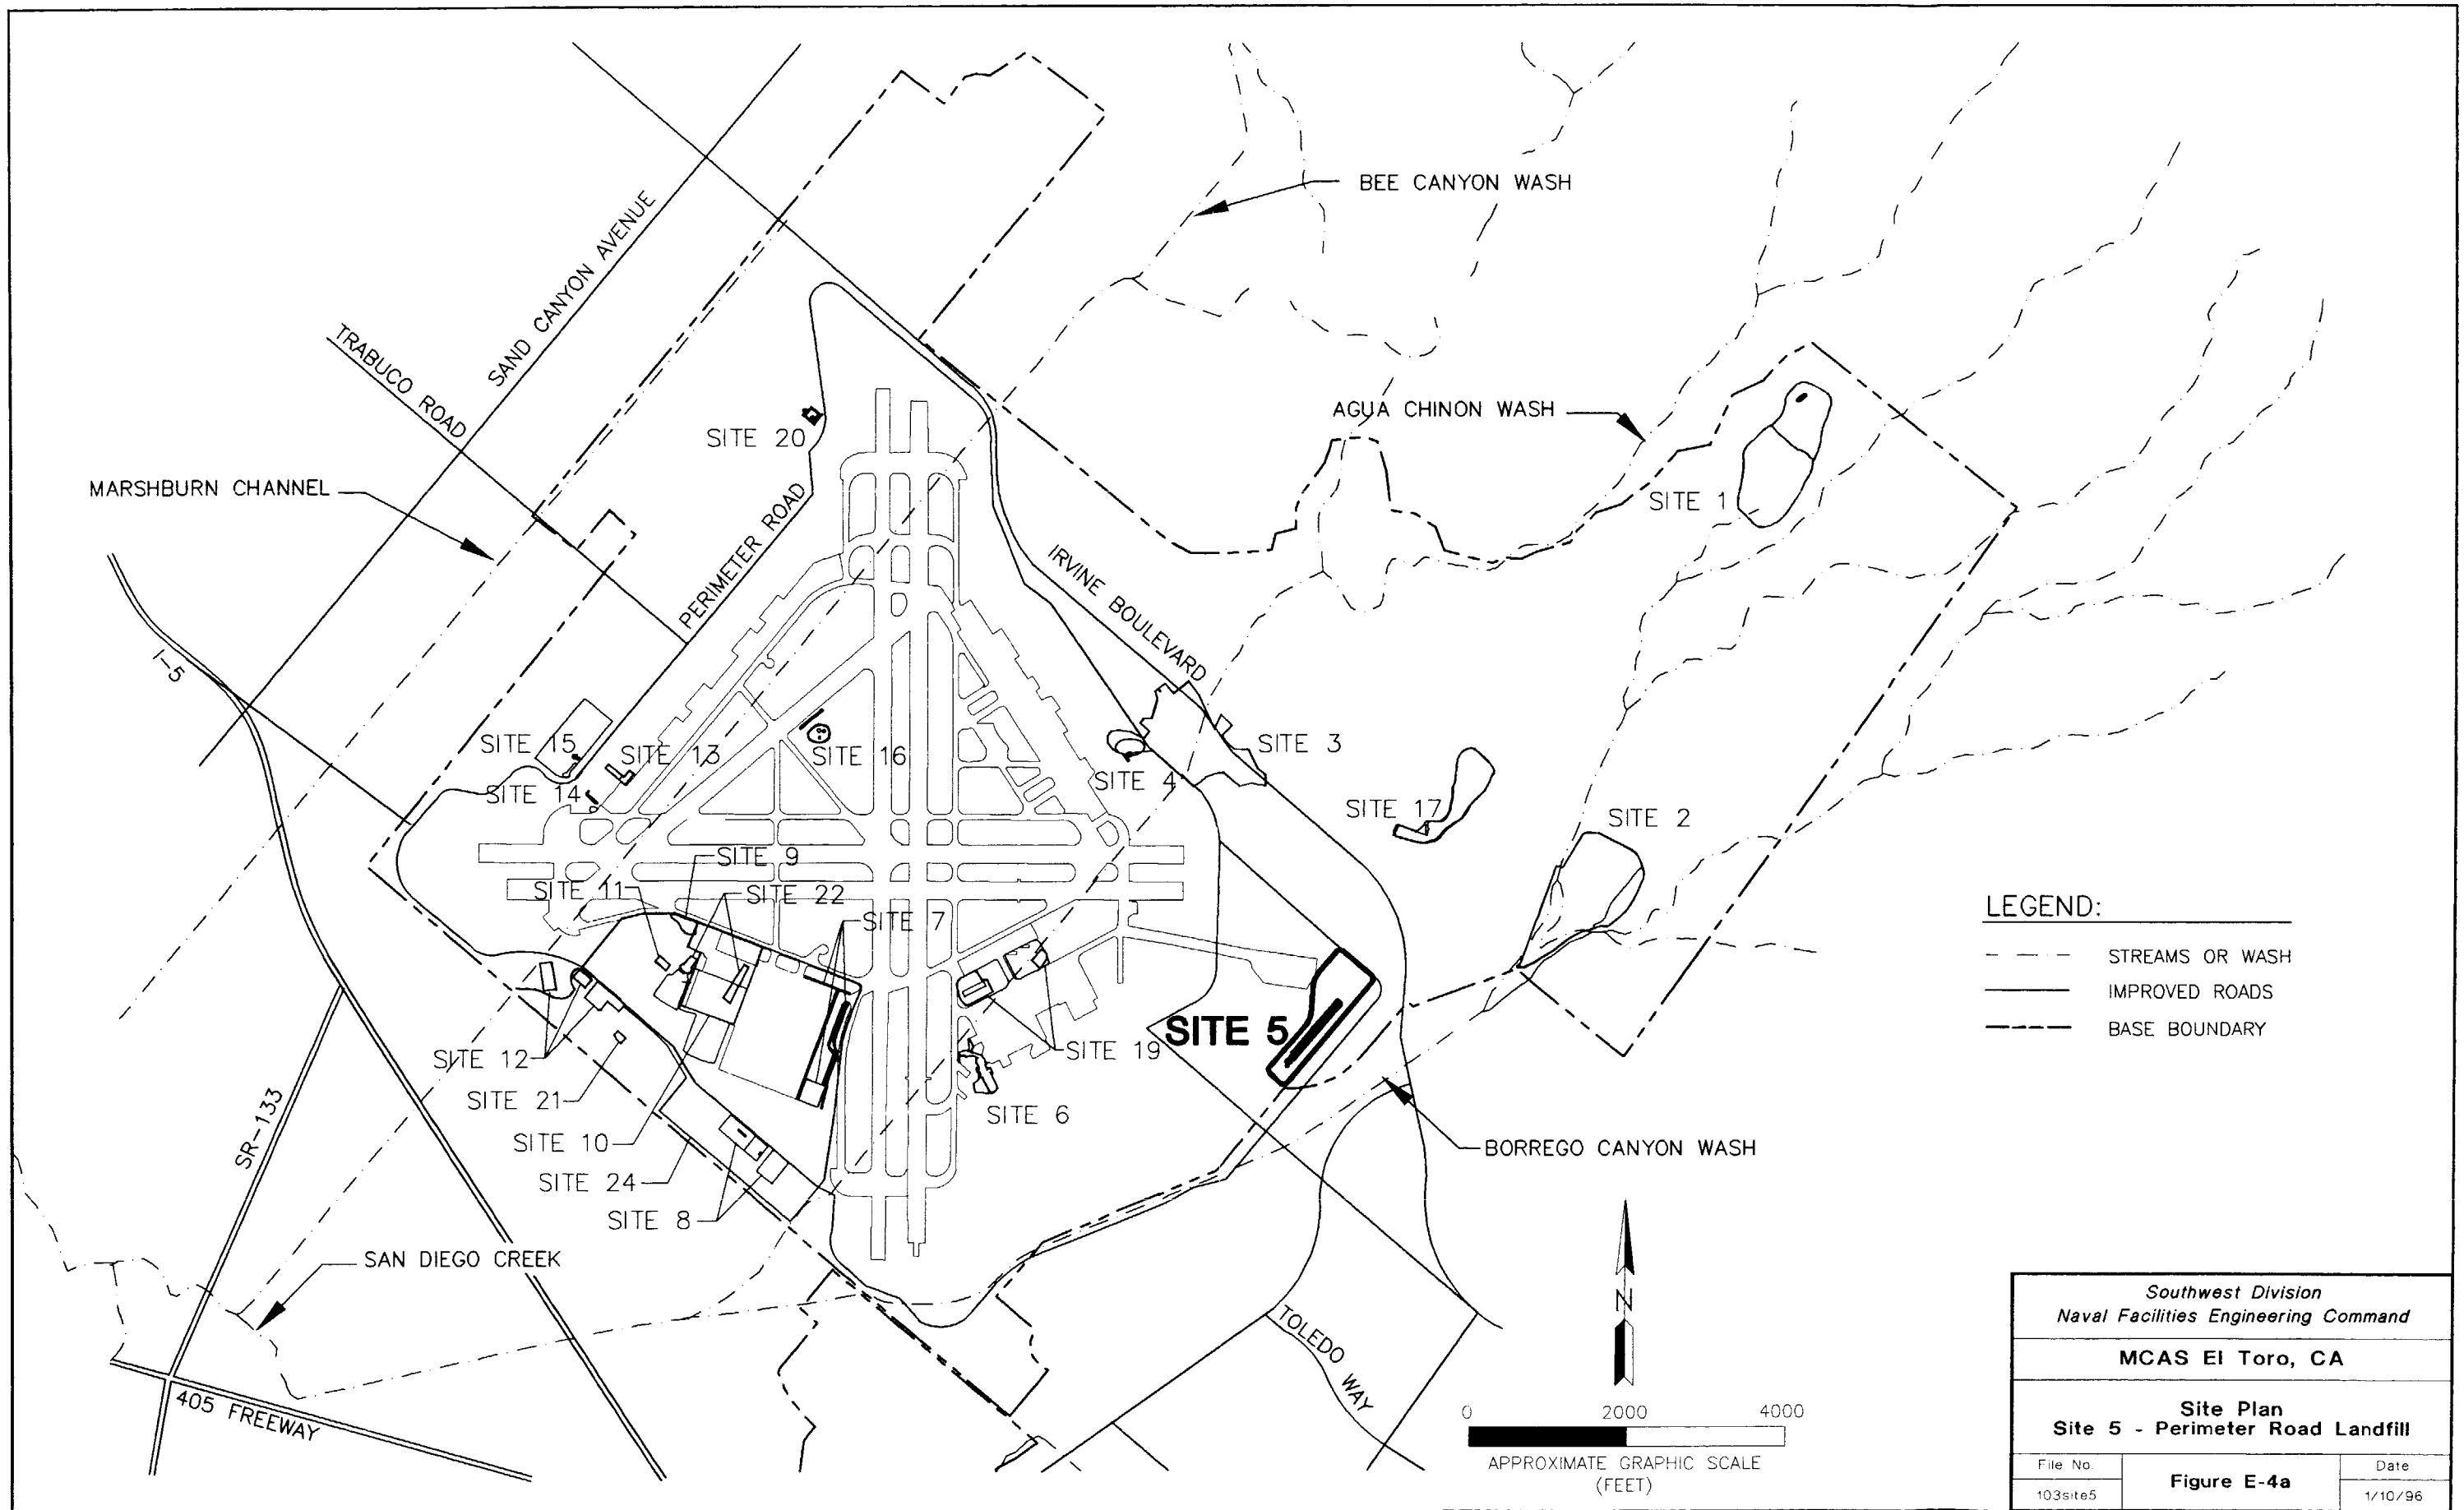 BEE CANYON WASH
SAND CANYON AVENUE
TRABUCO ROAD
AGUA CHINON WASH
SITE 20
MARSHBURN CHANNEL
SITE 1
PERIMETER ROAD
IRVINE BOULEVARD
I-5
SITE 15
SITE 13
SITE 16
SITE 3
SITE 4
SITE 14
SITE 17
SITE 2
SITE 9
SITE 11
SITE 22
SITE 7
LEGEND:
STREAMS OR WASH
IMPROVED ROADS
BASE BOUNDARY
SITE 5
SITE 12
SITE 19
SITE 21
SITE 6
SR-133
SITE 10
BORREGO CANYON WASH
SITE 24
SITE 8
SAN DIEGO CREEK
N
TOLEDO WAY
405 FREEWAY
0 2000 4000
APPROXIMATE GRAPHIC SCALE
(FEET)
Southwest Division
Naval Facilities Engineering Command
MCAS El Toro, CA
Site Plan
Site 5 - Perimeter Road Landfill
File No.
103site5
Figure E-4a
Date
1/10/96